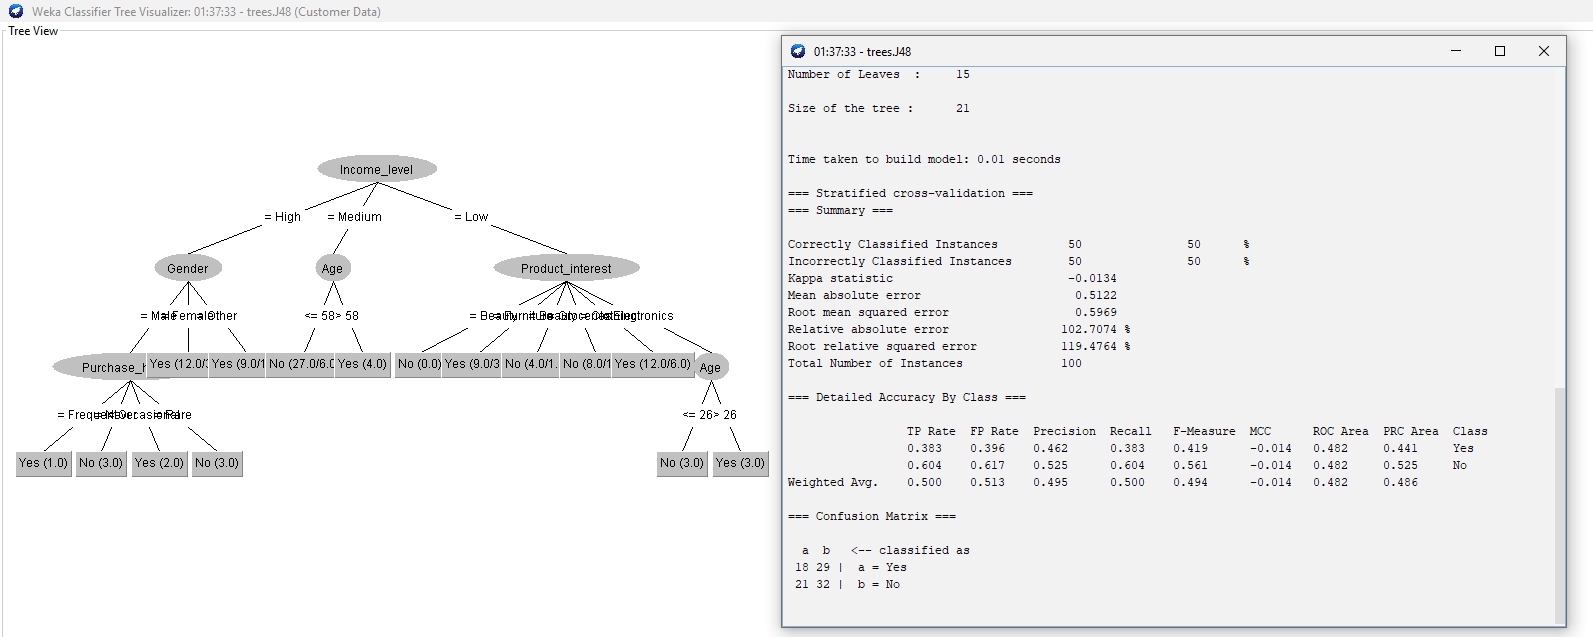 Weka Classifier Tree Visualizer: 01:37:33 - trees.J48 (Customer Data)
Tree View
Income_level
= High = Medium = Low
Gender Age Product_interest
= Male = Female = Other <= 58 > 58 = Beauty = Furniture = Beauty = Groceries = Clothing = Electronics
Purchase_h Yes (12.0/3 Yes (9.0/1 No (27.0/6.0 Yes (4.0) No (0.0) Yes (9.0/3 No (4.0/1. No (8.0/1 Yes (12.0/6.0) Age
= Frequent = Never = Occasional = Rare <= 26 > 26
Yes (1.0) No (3.0) Yes (2.0) No (3.0) No (3.0) Yes (3.0)
01:37:33 - trees.J48
Number of Leaves : 15
Size of the tree : 21
Time taken to build model: 0.01 seconds
=== Stratified cross-validation ===
=== Summary ===
Correctly Classified Instances 50 50 %
Incorrectly Classified Instances 50 50 %
Kappa statistic -0.0134
Mean absolute error 0.5122
Root mean squared error 0.5969
Relative absolute error 102.7074 %
Root relative squared error 119.4764 %
Total Number of Instances 100
=== Detailed Accuracy By Class ===
TP Rate FP Rate Precision Recall F-Measure MCC ROC Area PRC Area Class
0.383 0.396 0.462 0.383 0.419 -0.014 0.482 0.441 Yes
0.604 0.617 0.525 0.604 0.561 -0.014 0.482 0.525 No
Weighted Avg. 0.500 0.513 0.495 0.500 0.494 -0.014 0.482 0.486
=== Confusion Matrix ===
a b <-- classified as
18 29 | a = Yes
21 32 | b = No